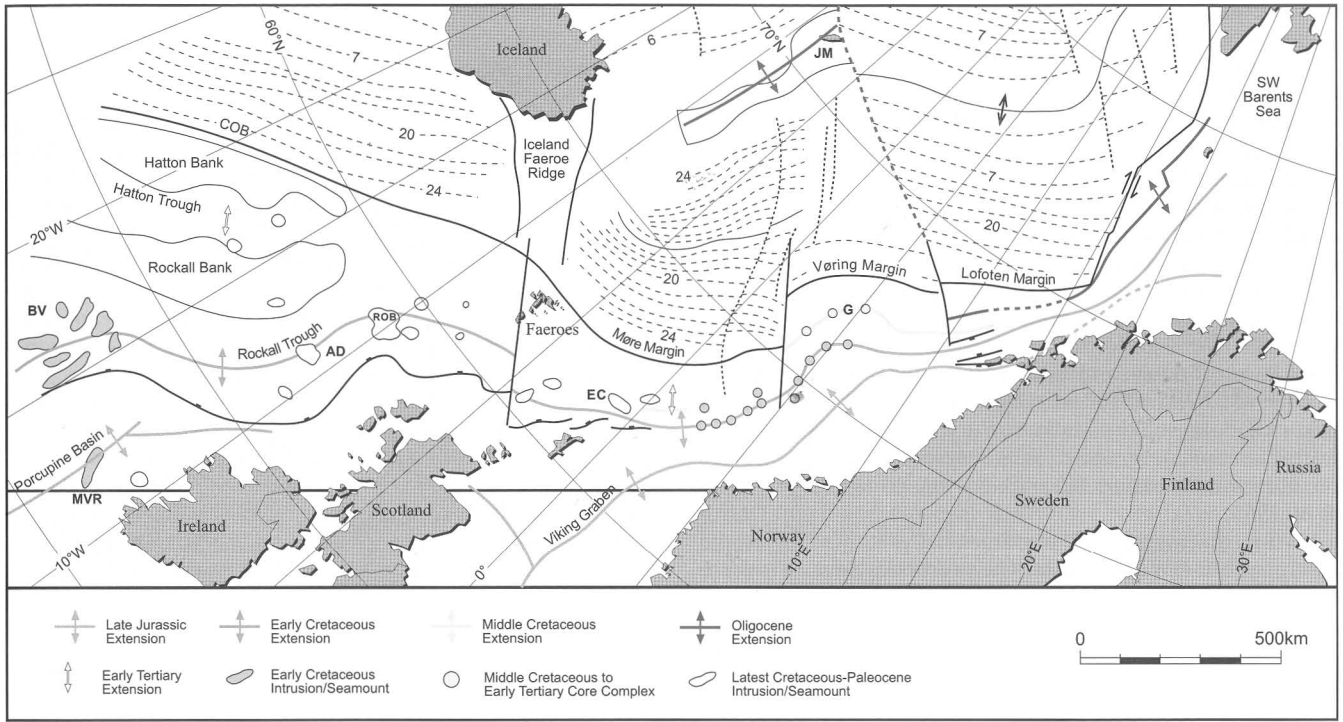 60°N
7
20
24
COB
Hatton Bank
Hatton Trough
20°W
Rockall Bank
BV
Rockall Trough
ROB
AD
Porcupine Basin
MVR
10°W
Ireland
Scotland
0°
Iceland
Iceland
Faeroe
Ridge
Faeroes
EC
Viking Graben
6
70°N
JM
24
20
24
Møre Margin
Vøring Margin
G
7
7
20
Lofoten Margin
SW
Barents
Sea
Norway
10°E
Sweden
20°E
Finland
30°E
Russia
Late Jurassic
Extension
Early Cretaceous
Extension
Middle Cretaceous
Extension
Oligocene
Extension
Early Tertiary
Extension
Early Cretaceous
Intrusion/Seamount
Middle Cretaceous to
Early Tertiary Core Complex
Latest Cretaceous-Paleocene
Intrusion/Seamount
0 500km